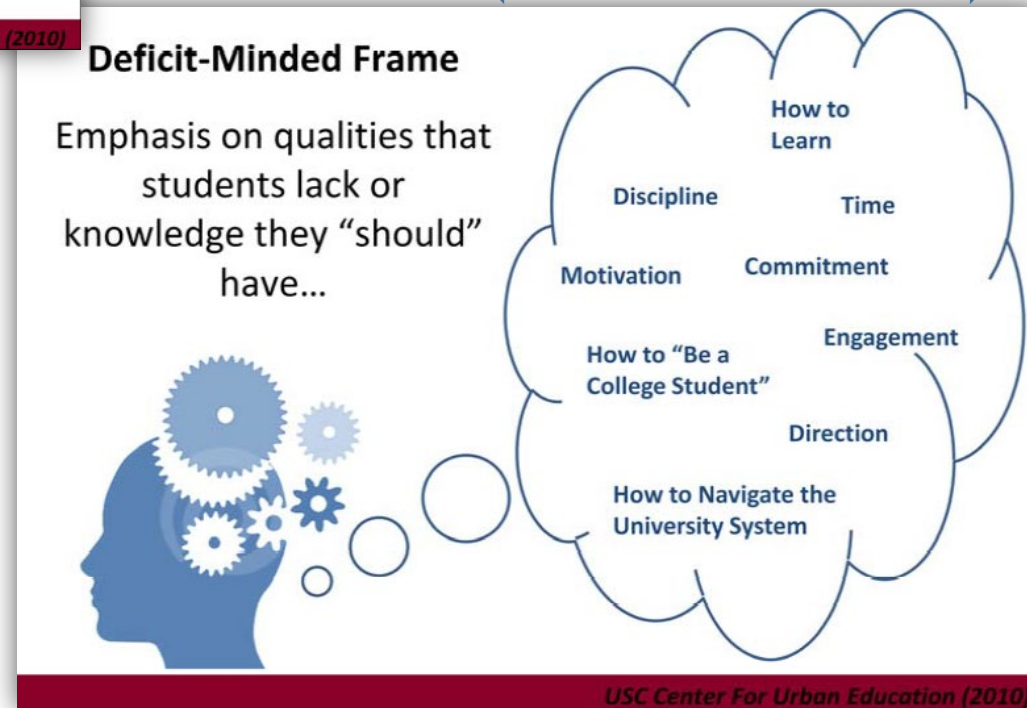 (2010)
Deficit-Minded Frame
Emphasis on qualities that
students lack or
knowledge they “should”
have…
How to
Learn
Discipline
Time
Motivation
Commitment
Engagement
How to “Be a
College Student”
Direction
How to Navigate the
University System
USC Center For Urban Education (2010)